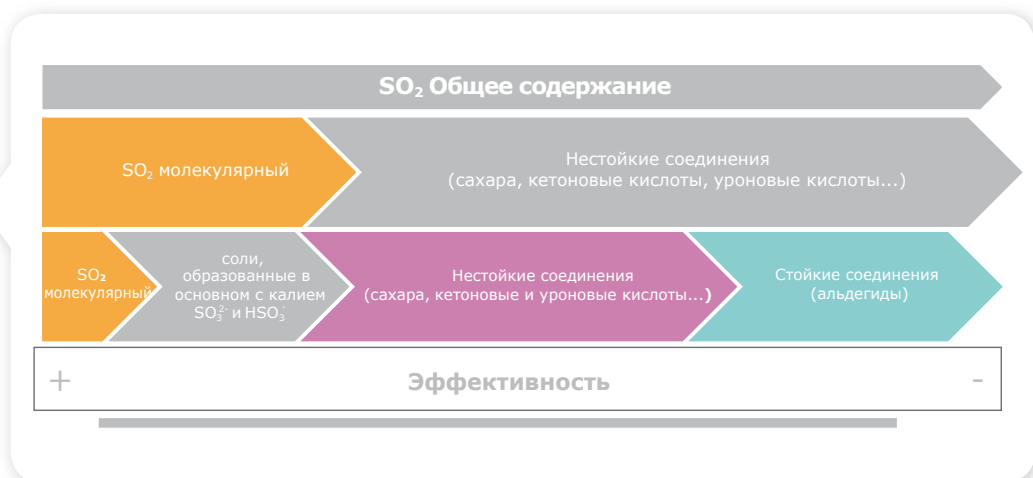 SO₂ Общее содержание
SO₂ молекулярный
Нестойкие соединения
(сахара, кетоновые кислоты, уроновые кислоты...)
SO₂
молекулярный
соли,
образованные в
основном с калием
SO₃²⁻ и HSO₃⁻
Нестойкие соединения
(сахара, кетоновые и уроновые кислоты...)
Стойкие соединения
(альдегиды)
+ Эффективность -